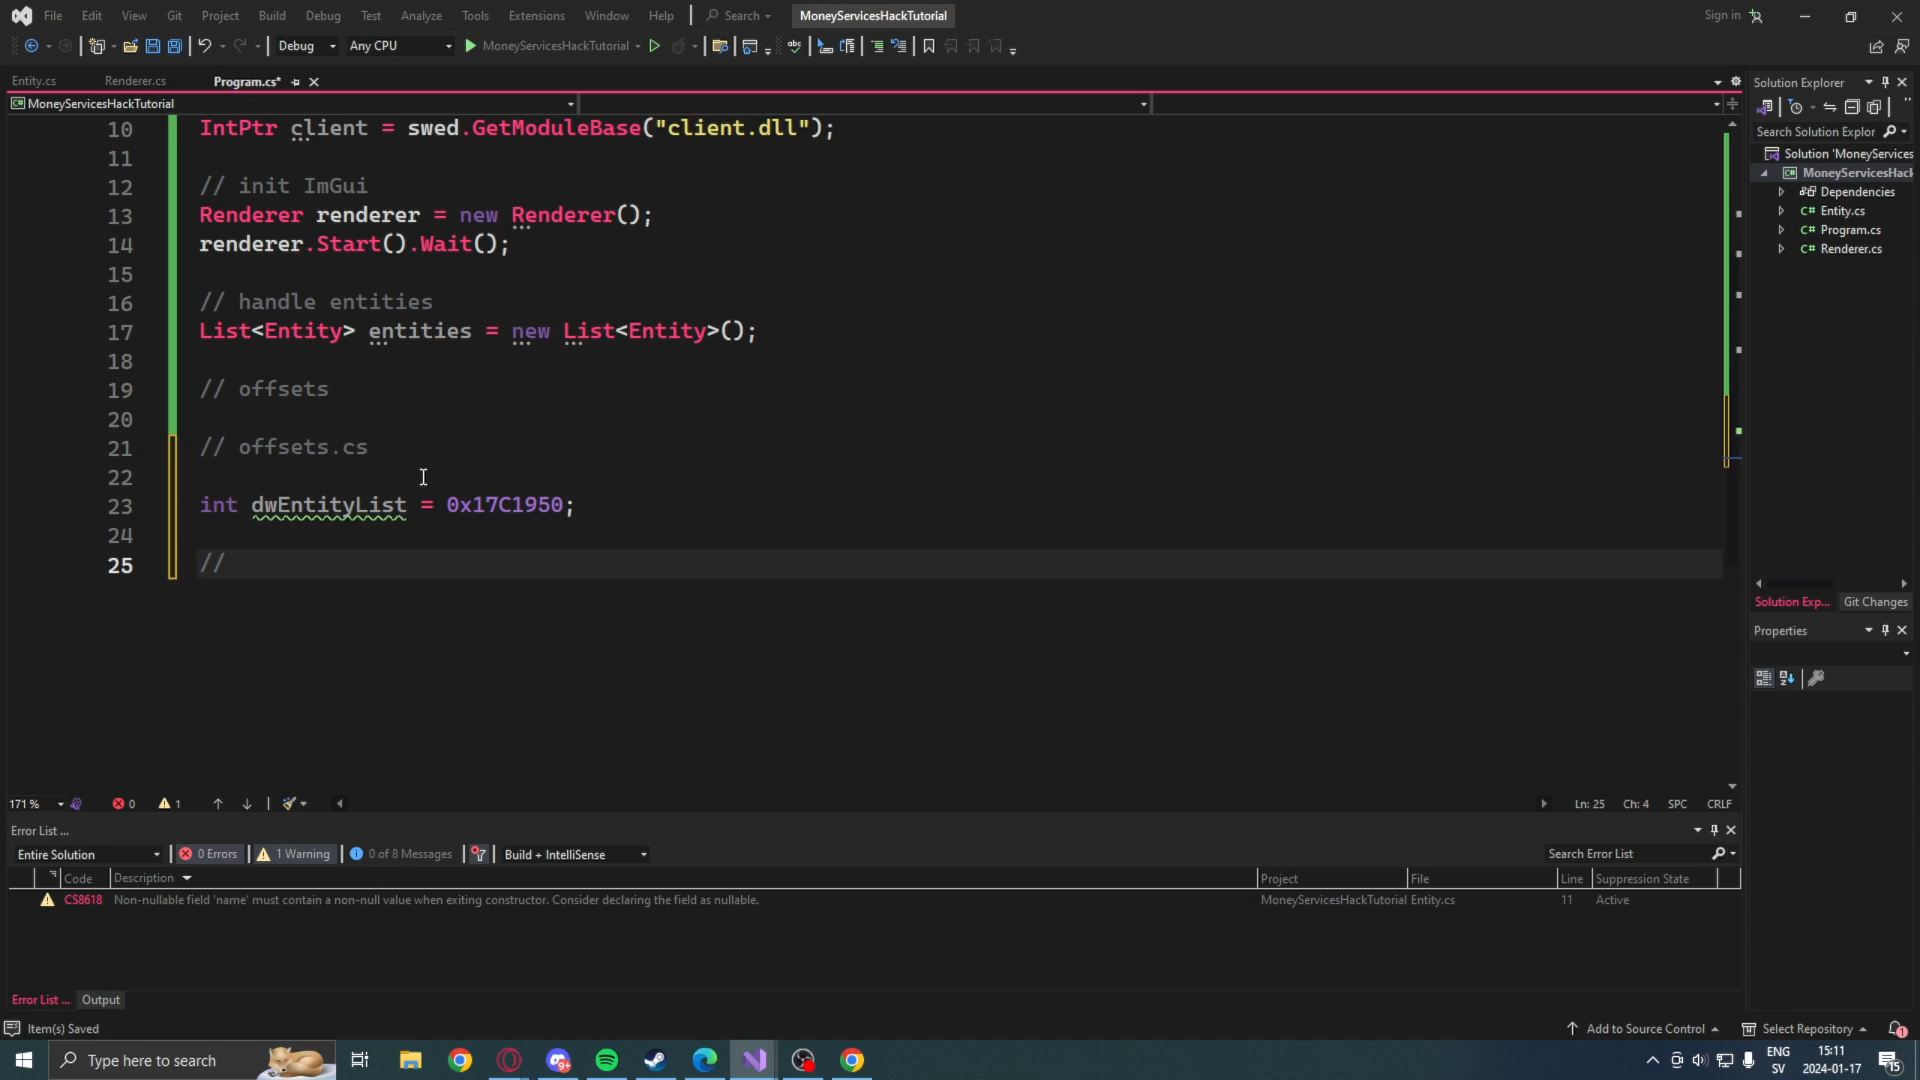 File Edit View Git Project Build Debug Test Analyze Tools Extensions Window Help Search MoneyServicesHackTutorial Sign in
Debug Any CPU MoneyServicesHackTutorial
Entity.cs Renderer.cs Program.cs*
MoneyServicesHackTutorial
10 IntPtr client = swed.GetModuleBase("client.dll");
11
12 // init ImGui
13 Renderer renderer = new Renderer();
14 renderer.Start().Wait();
15
16 // handle entities
17 List<Entity> entities = new List<Entity>();
18
19 // offsets
20
21 // offsets.cs
22
23 int dwEntityList = 0x17C1950;
24
25 //
171 % 0 1 Ln: 25 Ch: 4 SPC CRLF
Error List ...
Entire Solution 0 Errors 1 Warning 0 of 8 Messages Build + IntelliSense Search Error List
Code Description Project File Line Suppression State
CS8618 Non-nullable field 'name' must contain a non-null value when exiting constructor. Consider declaring the field as nullable. MoneyServicesHackTutorial Entity.cs 11 Active
Error List ... Output
Item(s) Saved Add to Source Control Select Repository 1
Solution Explorer
Search Solution Explor
Solution 'MoneyServices
MoneyServicesHack
Dependencies
C# Entity.cs
C# Program.cs
C# Renderer.cs
Solution Exp... Git Changes
Properties
Type here to search 9+ ENG SV 15:11 2024-01-17 15